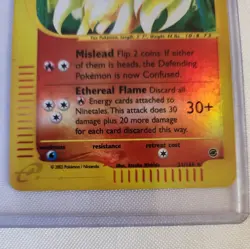 Mislead Flip 2 coins. If either
of them is heads, the Defending
Pokémon is now Confused.
Ethereal Flame Discard all
Energy cards attached to
Ninetales. This attack does 30
damage plus 20 more damage
for each card discarded this way.
30+
resistance
retreat cost
©2002 Pokémon / Nintendo.